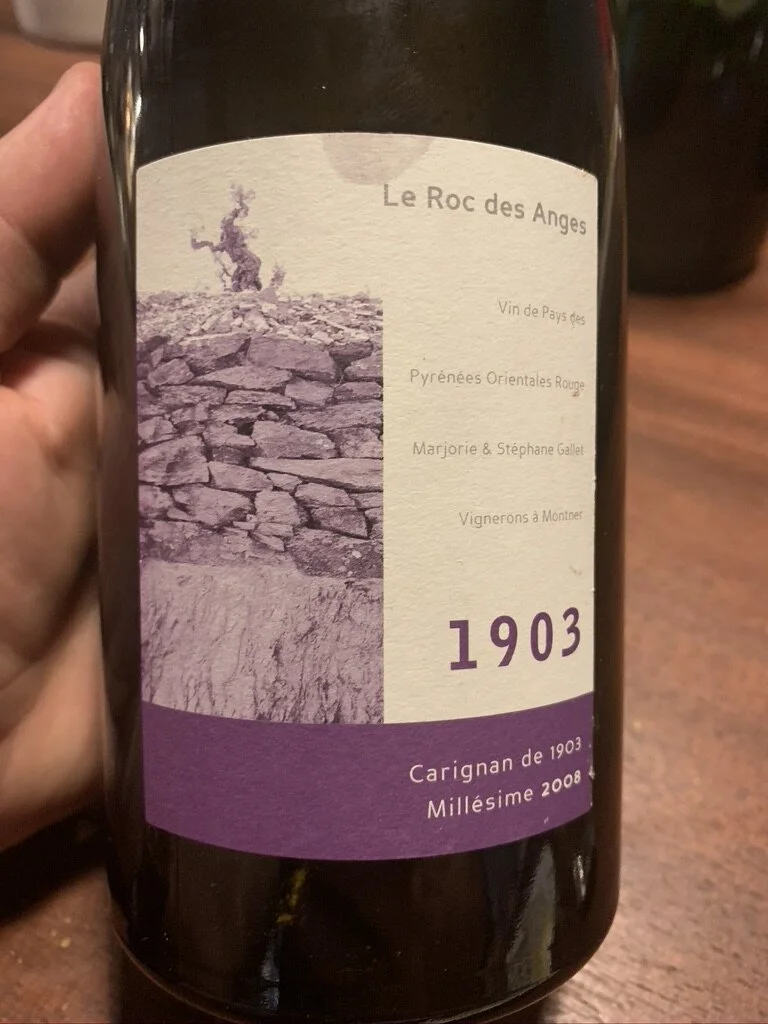 Le Roc des Anges
Vin de Pays des
Pyrénées Orientales Rouge
Marjorie & Stéphane Gallet
Vignerons à Montner
1903
Carignan de 1903
Millésime 2008